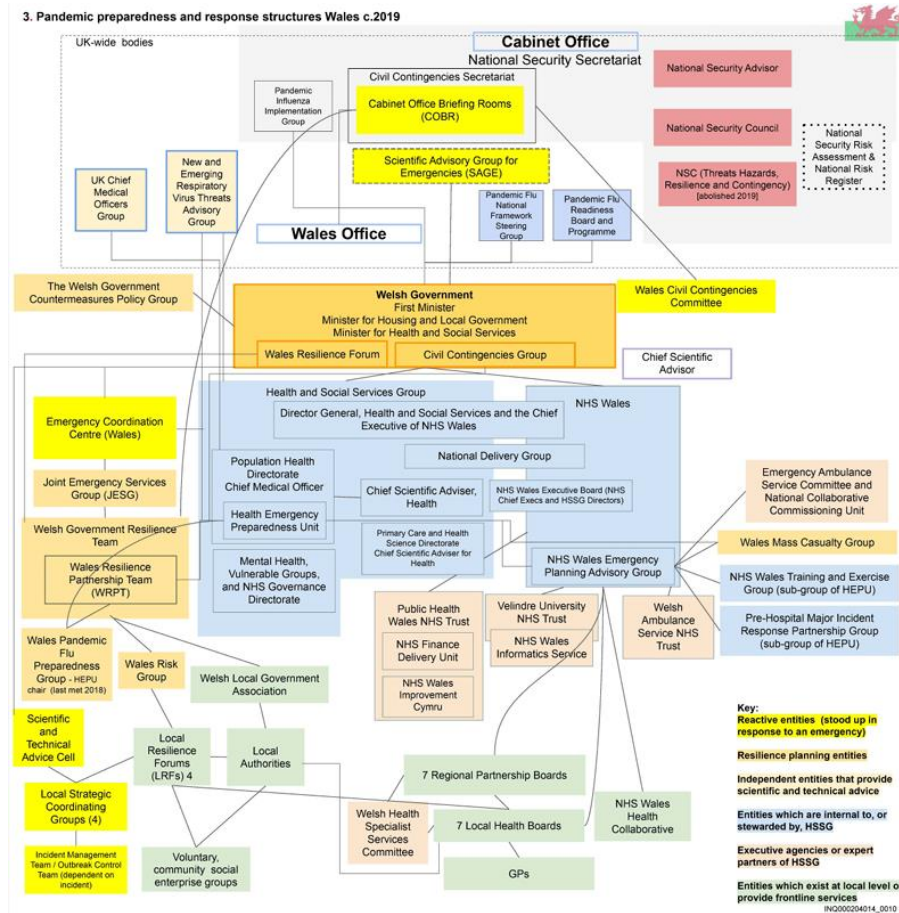 3. Pandemic preparedness and response structures Wales c.2019
UK-wide bodies
Cabinet Office
National Security Secretariat
Civil Contingencies Secretariat
Cabinet Office Briefing Rooms
(COBR)
Pandemic
Influenza
Implementation
Group
National Security Advisor
National Security Council
NSC (Threats Hazards,
Resilience and Contingency)
[abolished 2019]
National
Security Risk
Assessment &
National Risk
Register
Scientific Advisory Group for
Emergencies (SAGE)
UK Chief
Medical
Officers
Group
New and
Emerging
Respiratory
Virus Threats
Advisory
Group
Wales Office
Pandemic Flu
National
Framework
Steering
Group
Pandemic Flu
Readiness
Board and
Programme
The Welsh Government
Countermeasures Policy Group
Welsh Government
First Minister
Minister for Housing and Local Government
Minister for Health and Social Services
Wales Resilience Forum
Civil Contingencies Group
Wales Civil Contingencies
Committee
Chief Scientific
Advisor
Health and Social Services Group
Director General, Health and Social Services and the Chief
Executive of NHS Wales
NHS Wales
National Delivery Group
Emergency Coordination
Centre (Wales)
Population Health
Directorate
Chief Medical Officer
Health Emergency
Preparedness Unit
Chief Scientific Adviser,
Health
NHS Wales Executive Board (NHS
Chief Execs and HSSG Directors)
Emergency Ambulance
Service Committee and
National Collaborative
Commissioning Unit
Joint Emergency Services
Group (JESG)
Welsh Government Resilience
Team
Wales Resilience
Partnership Team
(WRPT)
Mental Health,
Vulnerable Groups,
and NHS Governance
Directorate
Primary Care and Health
Science Directorate
Chief Scientific Adviser for
Health
NHS Wales Emergency
Planning Advisory Group
Wales Mass Casualty Group
NHS Wales Training and Exercise
Group (sub-group of HEPU)
Pre-Hospital Major Incident
Response Partnership Group
(sub-group of HEPU)
Public Health
Wales NHS Trust
NHS Finance
Delivery Unit
NHS Wales
Improvement
Cymru
Velindre University
NHS Trust
NHS Wales
Informatics Service
Welsh
Ambulance
Service NHS
Trust
Wales Pandemic
Flu
Preparedness
Group - HEPU
chair (last met 2018)
Wales Risk
Group
Welsh Local Government
Association
Scientific
and
Technical
Advice Cell
Local
Resilience
Forums
(LRFs) 4
Local
Authorities
Local Strategic
Coordinating
Groups (4)
Incident Management
Team / Outbreak Control
Team (dependent on
incident)
Voluntary,
community social
enterprise groups
7 Regional Partnership Boards
Welsh Health
Specialist
Services
Committee
7 Local Health Boards
GPs
NHS Wales
Health
Collaborative
Key:
Reactive entities (stood up in
response to an emergency)
Resilience planning entities
Independent entities that provide
scientific and technical advice
Entities which are internal to, or
stewarded by, HSSG
Executive agencies or expert
partners of HSSG
Entities which exist at local level o
provide frontline services
INQ000204014_0010